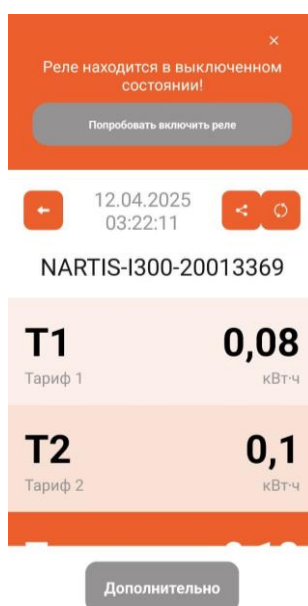 ×
Реле находится в выключенном
состоянии!
Попробовать включить реле
12.04.2025
03:22:11
NARTIS-I300-20013369
T1
0,08
Тариф 1
кВт·ч
T2
0,1
Тариф 2
кВт·ч
Дополнительно